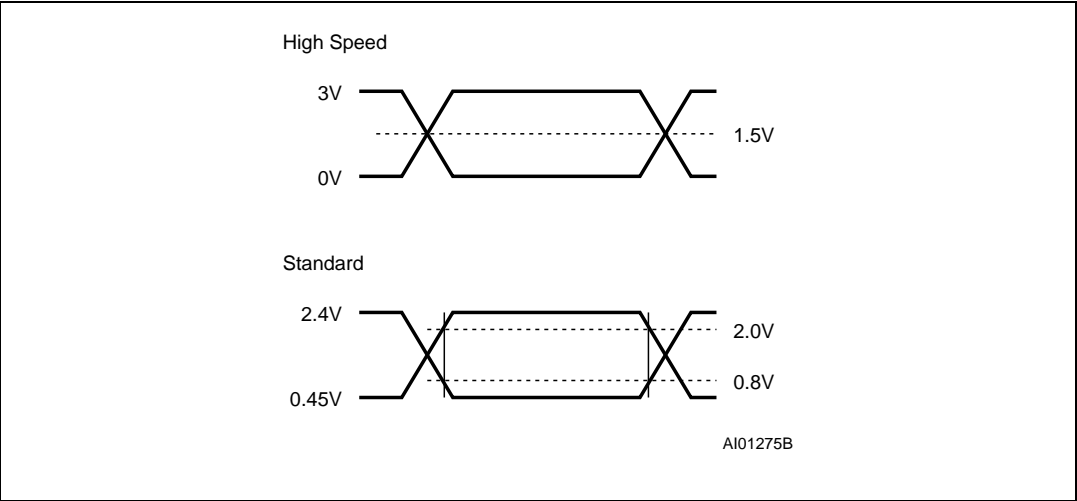 High Speed
3V
1.5V
0V
Standard
2.4V
2.0V
0.8V
0.45V
AI01275B